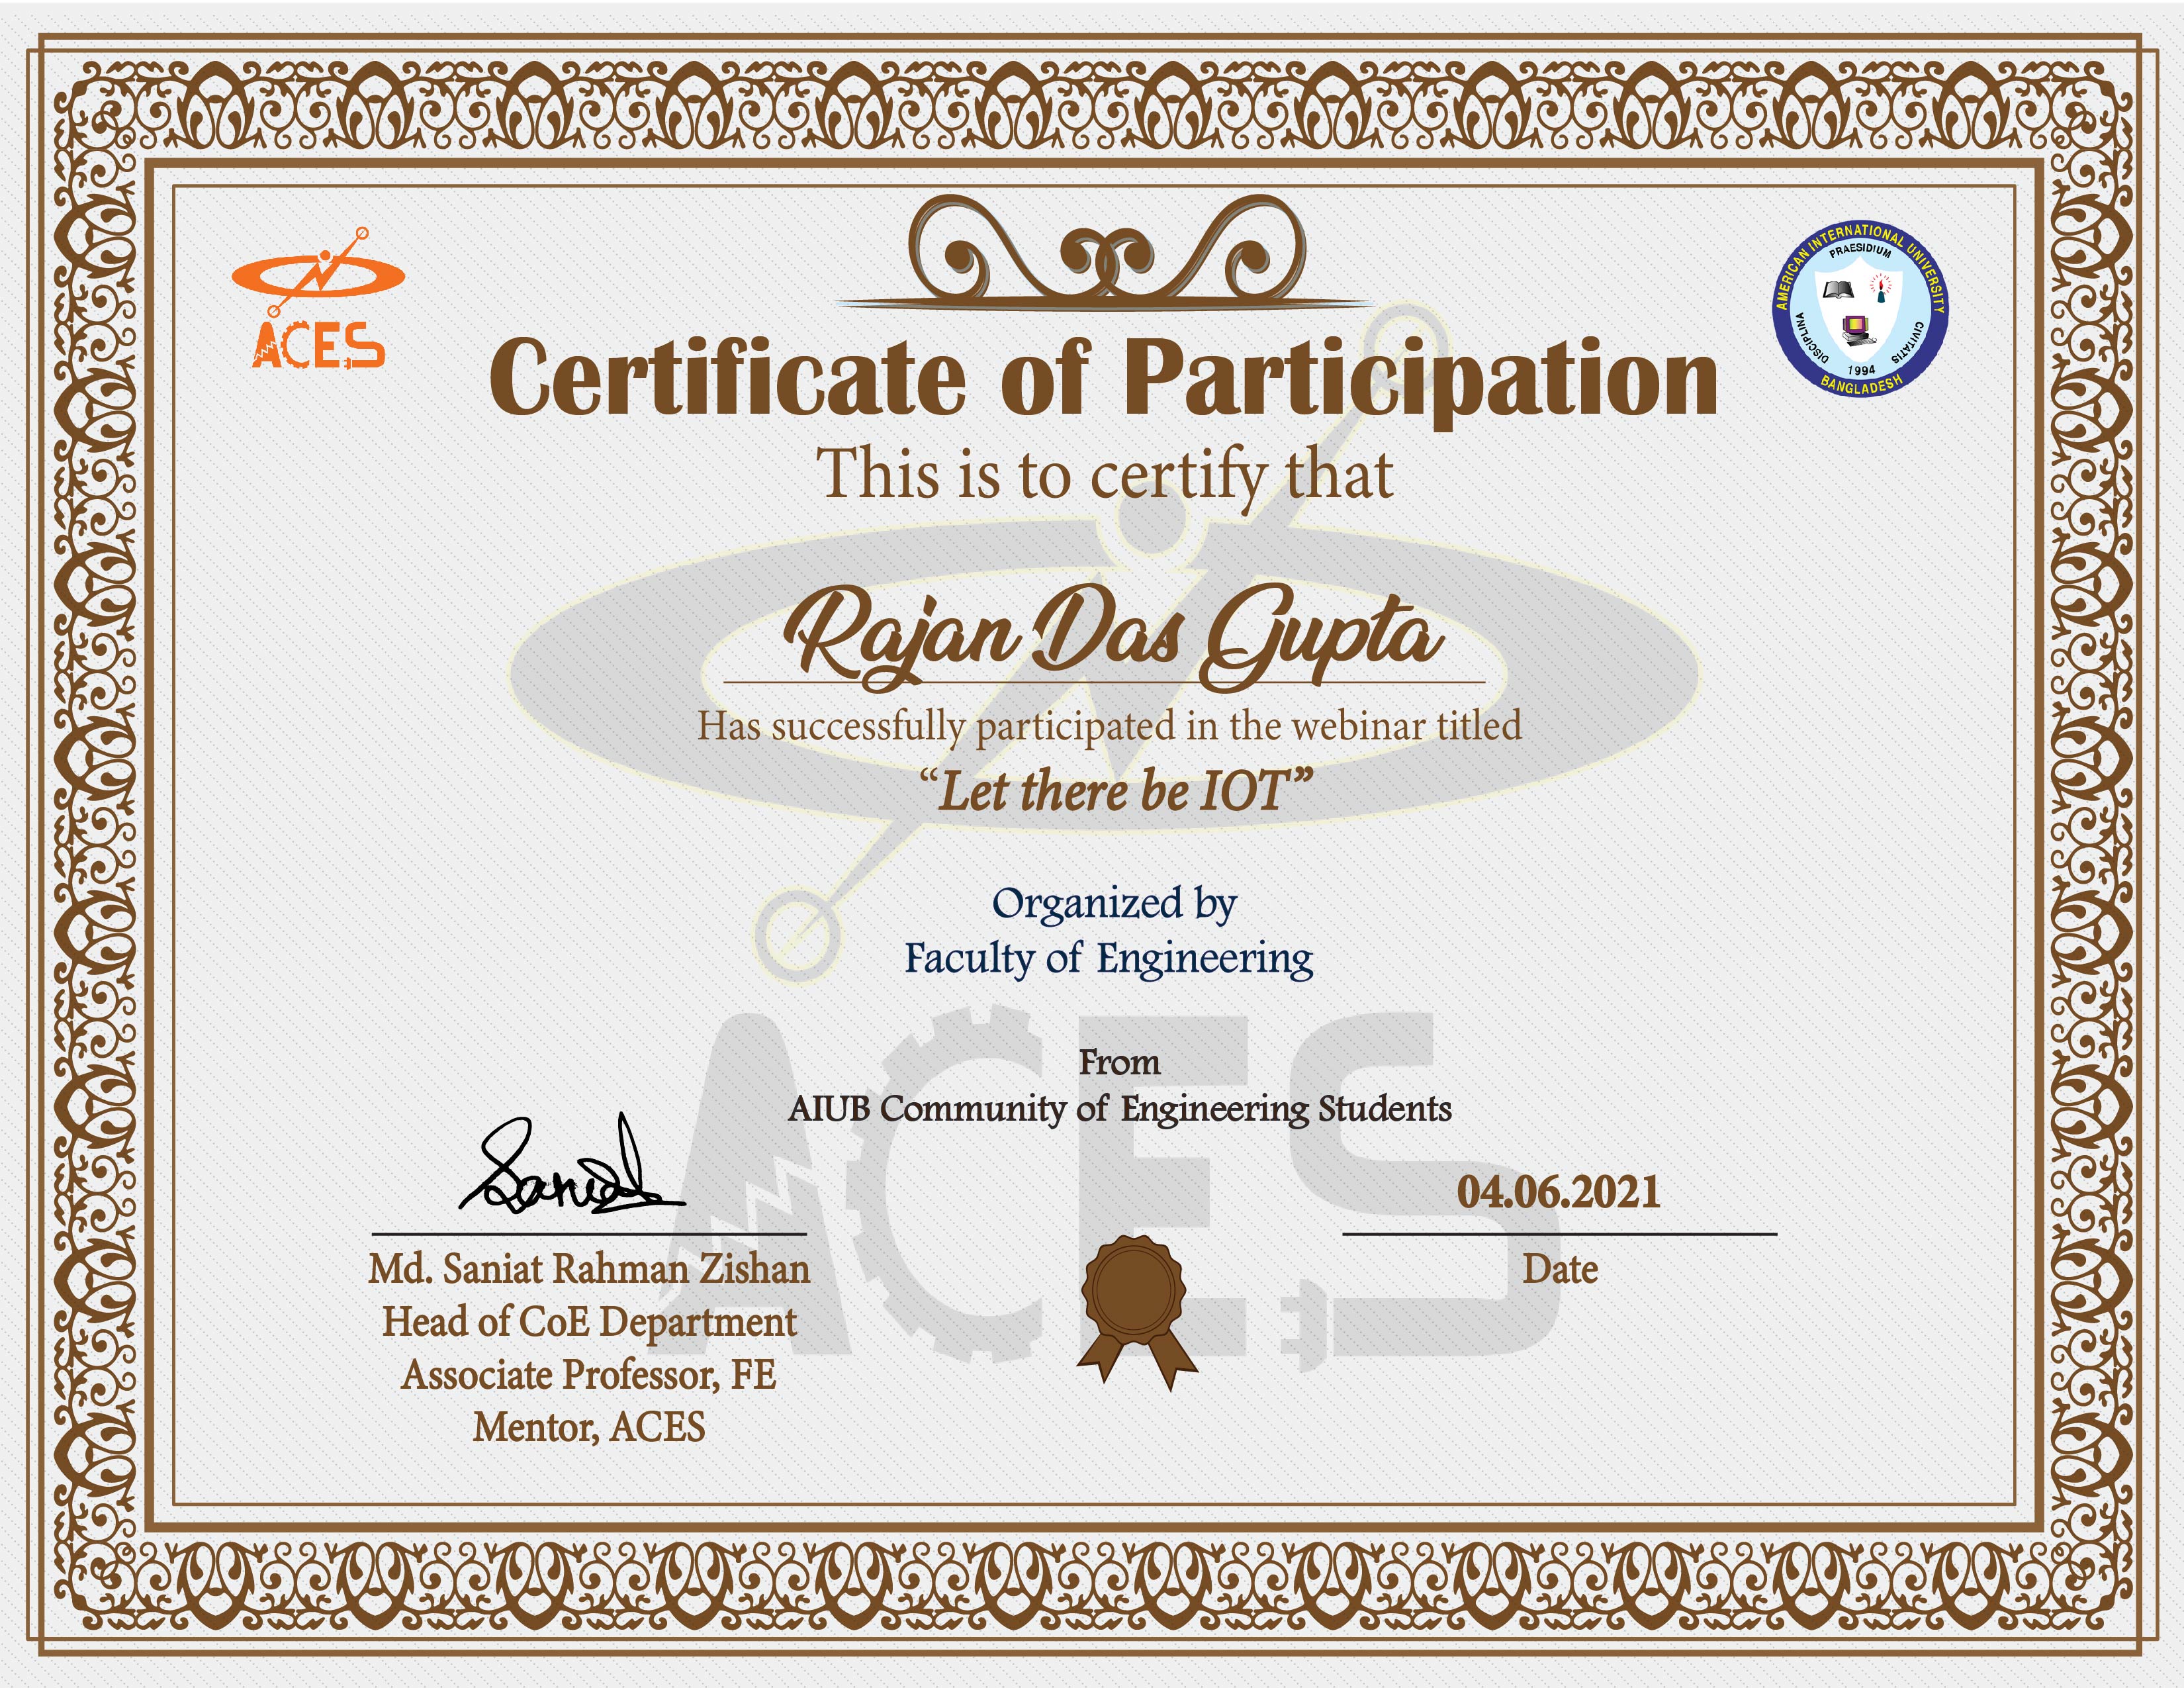 ACES
AMERICAN INTERNATIONAL UNIVERSITY
PRAESIDIUM
DISCIPLINA
CIVITATIS
1994
BANGLADESH
Certificate of Participation
This is to certify that
Rajan Das Gupta
Has successfully participated in the webinar titled
“Let there be IOT”
Organized by
Faculty of Engineering
ACES
From
AIUB Community of Engineering Students
Saniat
04.06.2021
Md. Saniat Rahman Zishan
Date
Head of CoE Department
Associate Professor, FE
Mentor, ACES